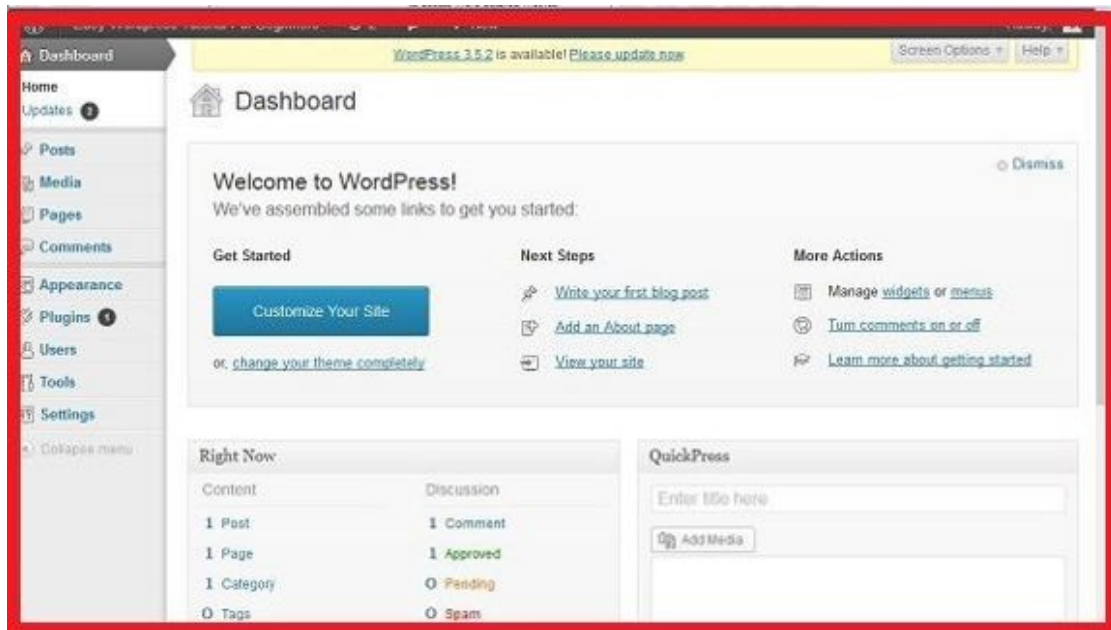 Dashboard
WordPress 3.5.2 is available! Please update now
Screen Options
Help
Home
Updates
Dashboard
Posts
Media
Pages
Comments
Appearance
Plugins 1
Users
Tools
Settings
Collapse menu
Dismiss
Welcome to WordPress!
We've assembled some links to get you started:
Get Started
Customize Your Site
or, change your theme completely
Next Steps
Write your first blog post
Add an About page
View your site
More Actions
Manage widgets or menus
Turn comments on or off
Learn more about getting started
Right Now
Content
1 Post
1 Page
1 Category
0 Tags
Discussion
1 Comment
1 Approved
0 Pending
0 Spam
QuickPress
Enter title here
Add Media